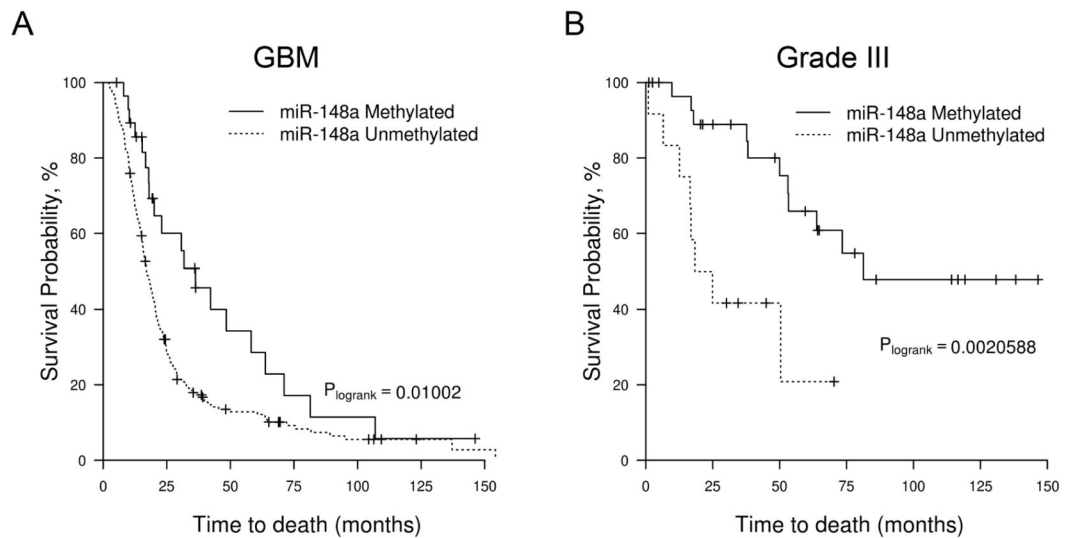 A
GBM
miR-148a Methylated
miR-148a Unmethylated
Survival Probability, %
100
80
60
40
20
0
P logrank = 0.01002
0 25 50 75 100 125 150
Time to death (months)
B
Grade III
miR-148a Methylated
miR-148a Unmethylated
Survival Probability, %
100
80
60
40
20
0
P logrank = 0.0020588
0 25 50 75 100 125 150
Time to death (months)